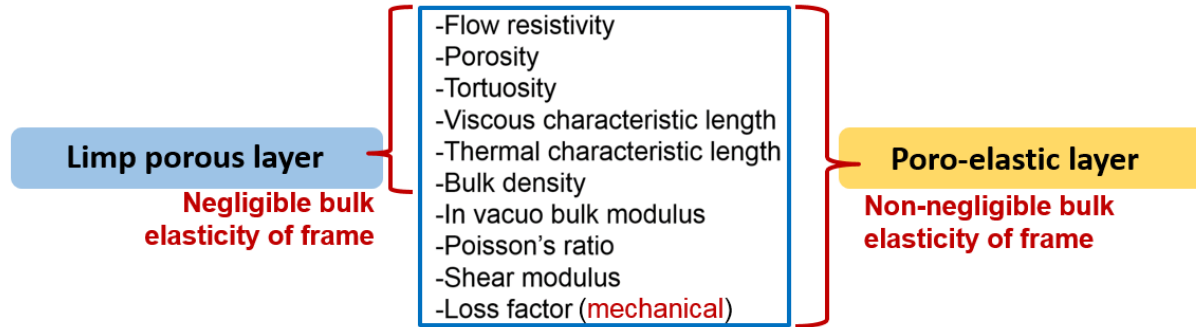 Limp porous layer
Negligible bulk
elasticity of frame
-Flow resistivity
-Porosity
-Tortuosity
-Viscous characteristic length
-Thermal characteristic length
-Bulk density
-In vacuo bulk modulus
-Poisson's ratio
-Shear modulus
-Loss factor (mechanical)
Poro-elastic layer
Non-negligible bulk
elasticity of frame